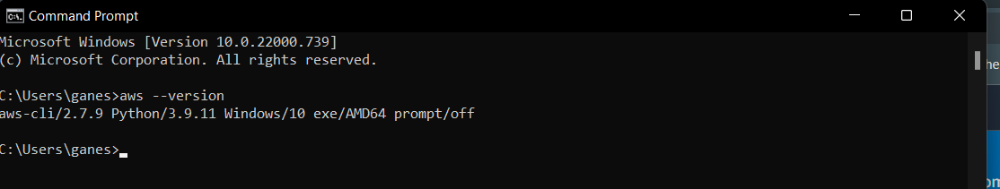 Command Prompt
Microsoft Windows [Version 10.0.22000.739]
(c) Microsoft Corporation. All rights reserved.
C:\Users\ganes>aws --version
aws-cli/2.7.9 Python/3.9.11 Windows/10 exe/AMD64 prompt/off
C:\Users\ganes>